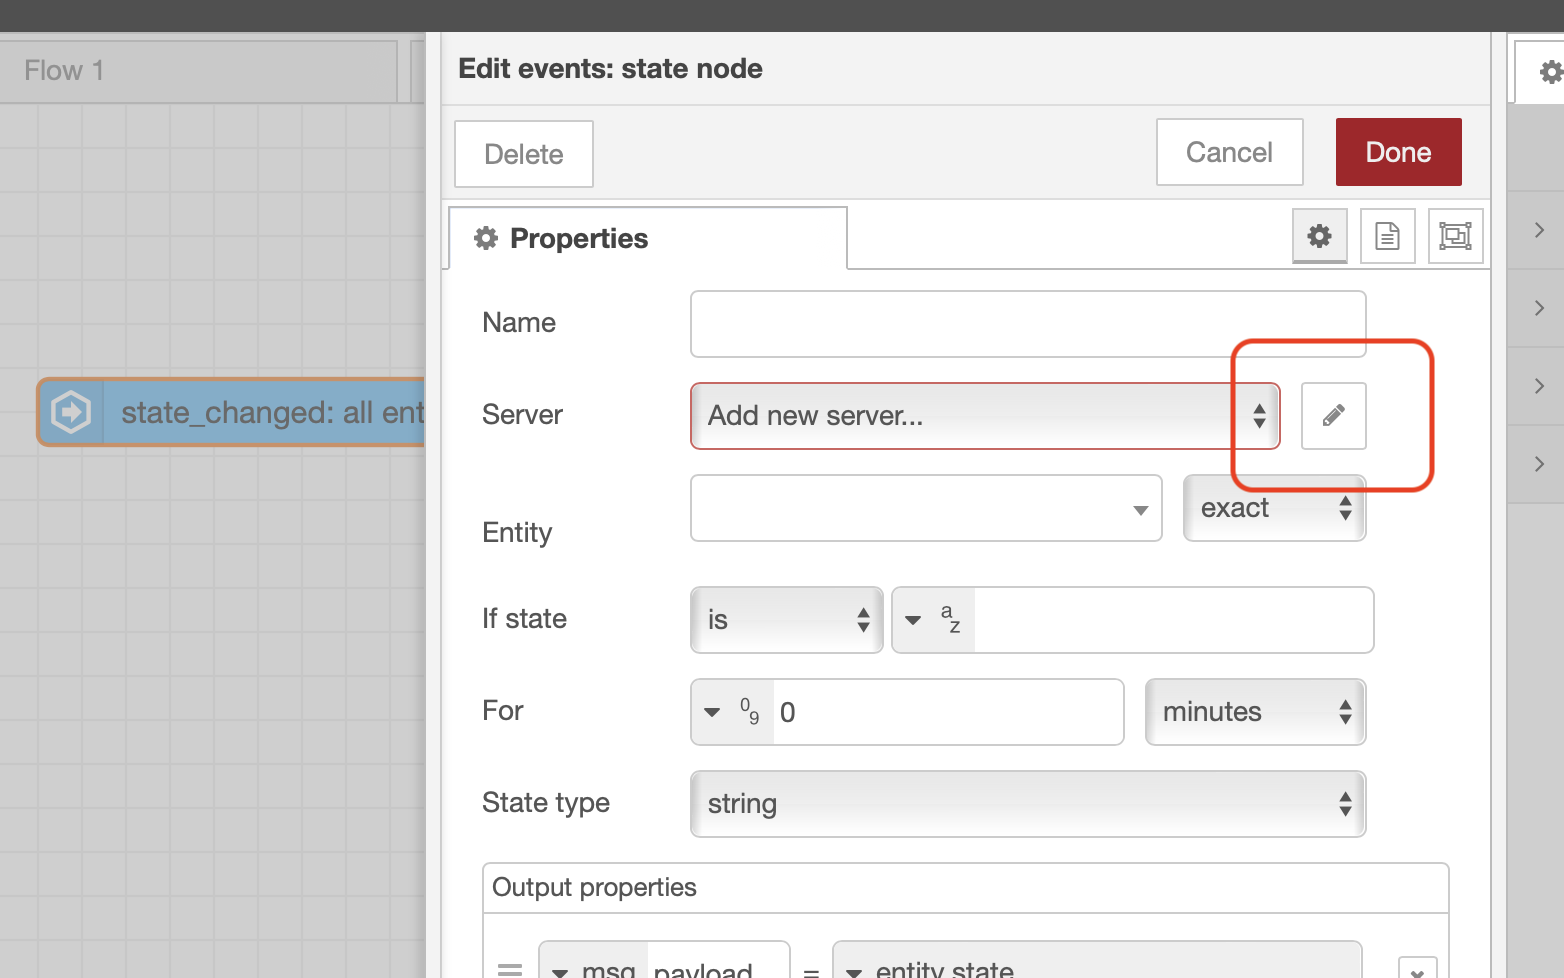 Flow 1
Edit events: state node
Delete
Cancel
Done
Properties
Name
Server
Add new server...
state_changed: all ent
Entity
exact
If state
is
a
z
For
0
9
0
minutes
State type
string
Output properties
msg
payload
=
entity state